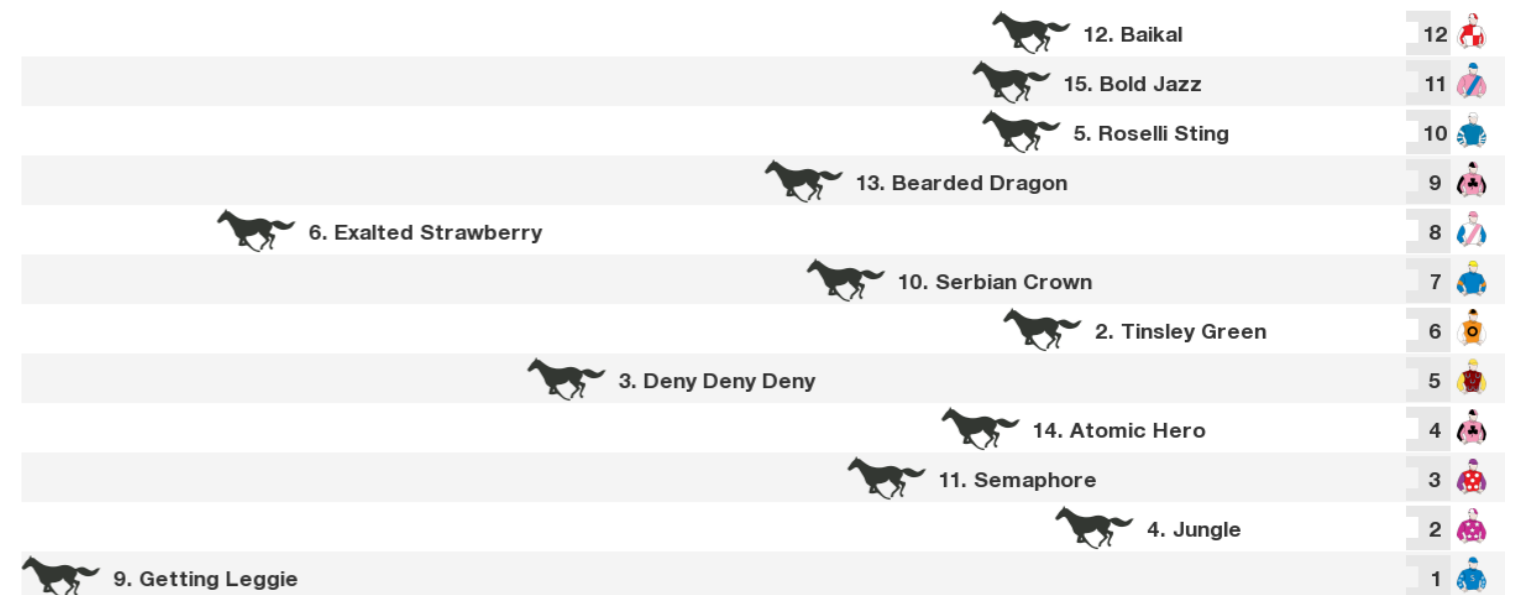 12. Baikal 12
15. Bold Jazz 11
5. Roselli Sting 10
13. Bearded Dragon 9
6. Exalted Strawberry 8
10. Serbian Crown 7
2. Tinsley Green 6
3. Deny Deny Deny 5
14. Atomic Hero 4
11. Semaphore 3
4. Jungle 2
9. Getting Leggie 1